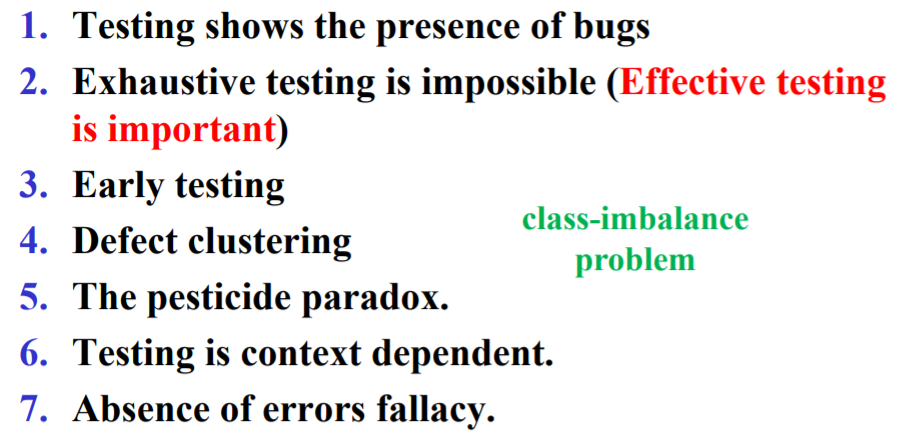 1. Testing shows the presence of bugs
2. Exhaustive testing is impossible (Effective testing
is important)
3. Early testing
class-imbalance
problem
4. Defect clustering
5. The pesticide paradox.
6. Testing is context dependent.
7. Absence of errors fallacy.